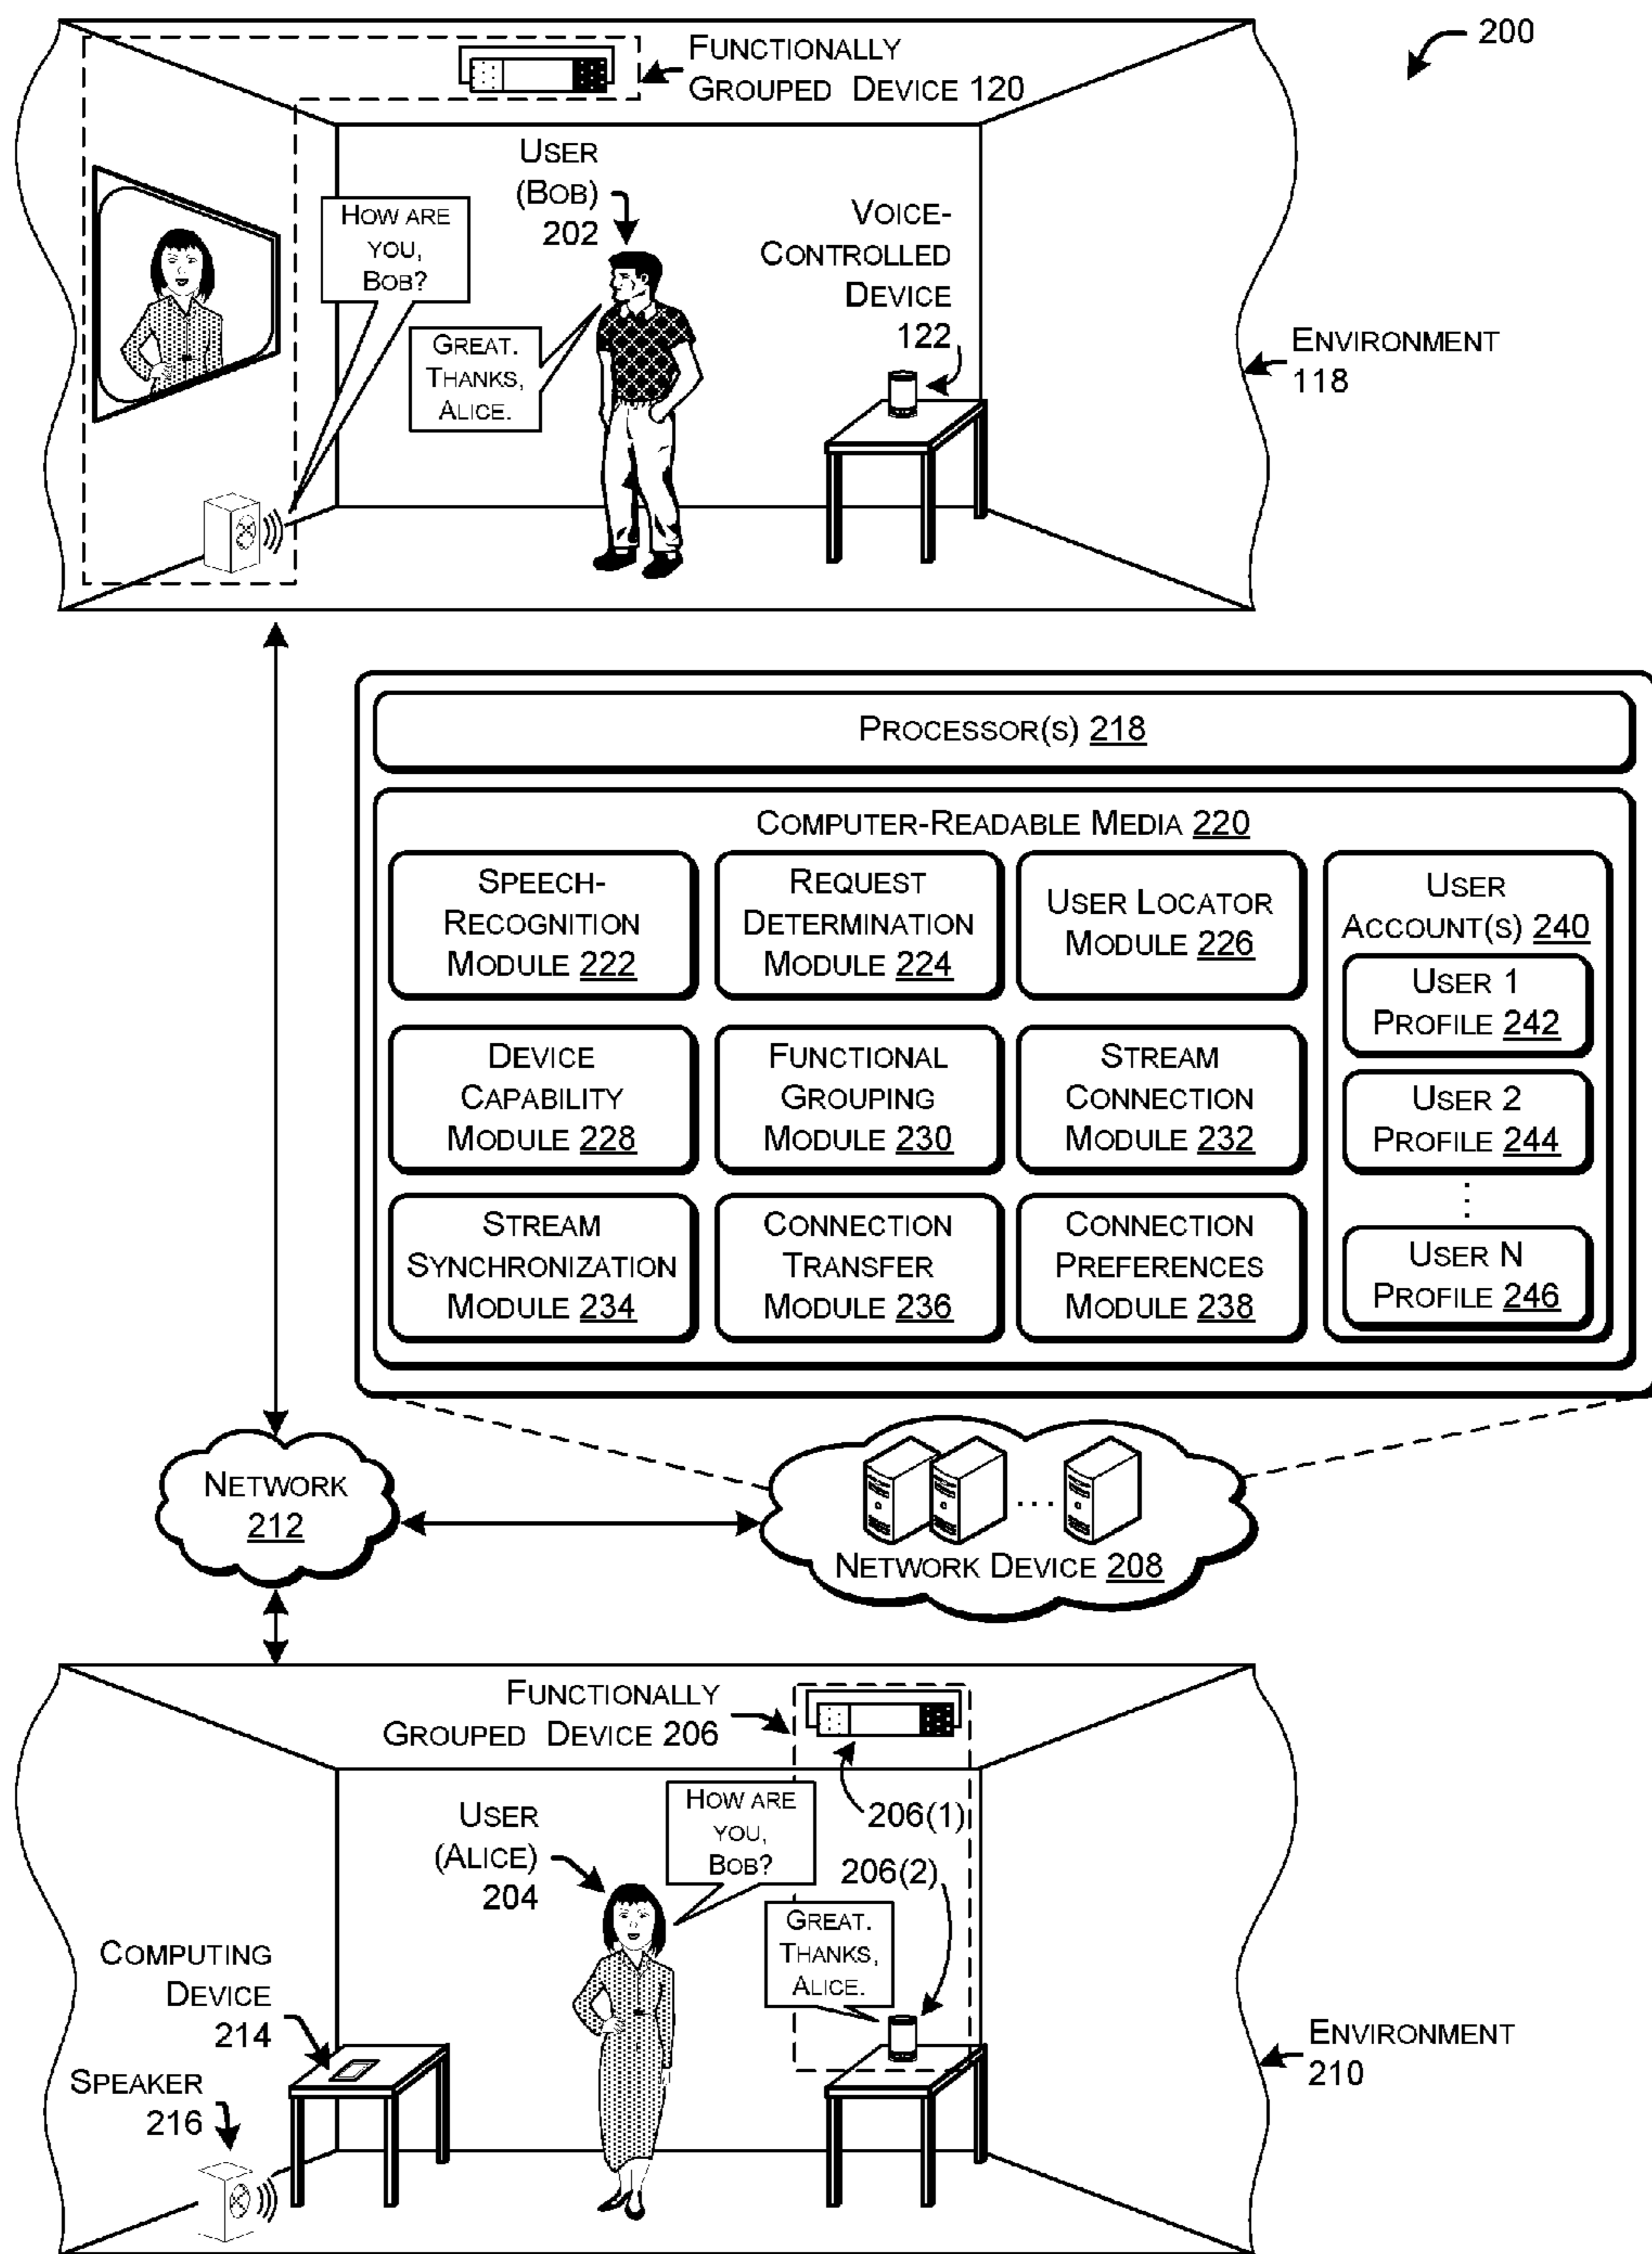 200
FUNCTIONALLY
GROUPED DEVICE 120
USER
(BOB)
202
HOW ARE
YOU,
BOB?
GREAT.
THANKS,
ALICE.
VOICE-
CONTROLLED
DEVICE
122
ENVIRONMENT
118
PROCESSOR(S) 218
COMPUTER-READABLE MEDIA 220
SPEECH-
RECOGNITION
MODULE 222
REQUEST
DETERMINATION
MODULE 224
USER LOCATOR
MODULE 226
DEVICE
CAPABILITY
MODULE 228
FUNCTIONAL
GROUPING
MODULE 230
STREAM
CONNECTION
MODULE 232
STREAM
SYNCHRONIZATION
MODULE 234
CONNECTION
TRANSFER
MODULE 236
CONNECTION
PREFERENCES
MODULE 238
USER
ACCOUNT(S) 240
USER 1
PROFILE 242
USER 2
PROFILE 244
USER N
PROFILE 246
NETWORK
212
NETWORK DEVICE 208
FUNCTIONALLY
GROUPED DEVICE 206
206(1)
206(2)
USER
(ALICE)
204
HOW ARE
YOU,
BOB?
GREAT.
THANKS,
ALICE.
COMPUTING
DEVICE
214
SPEAKER
216
ENVIRONMENT
210